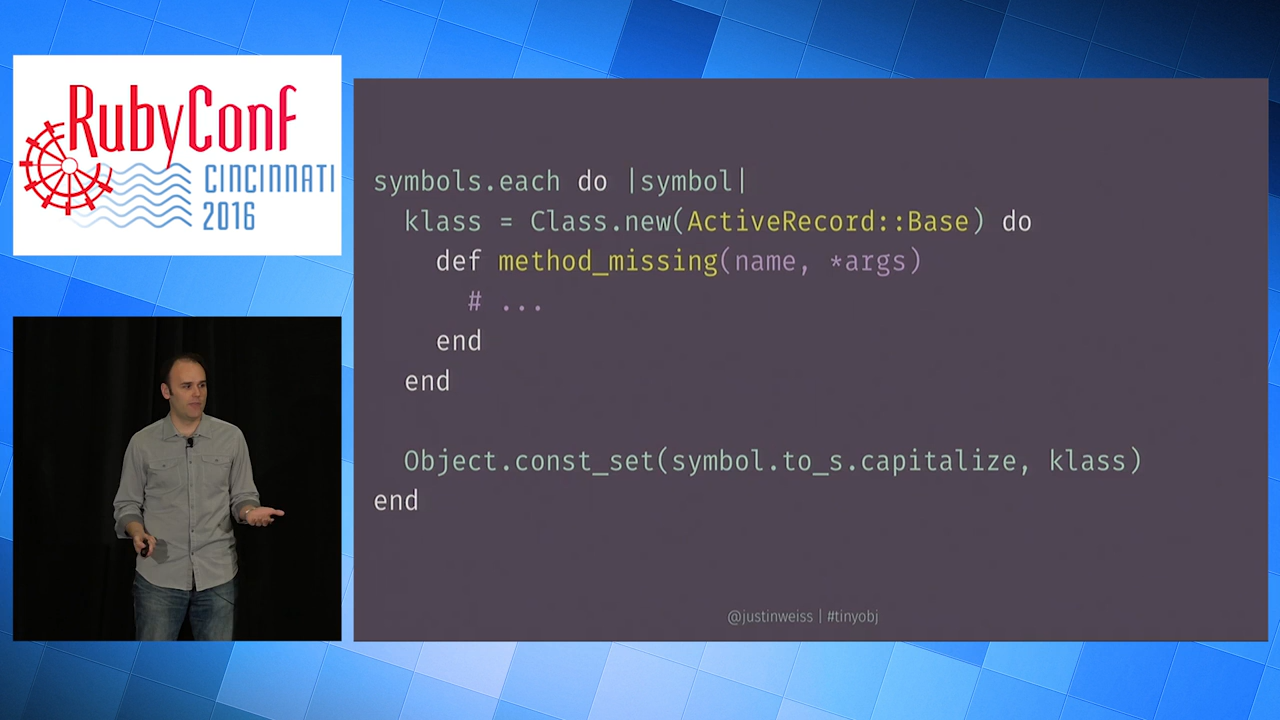 RubyConf
CINCINNATI
2016
symbols.each do |symbol|
  klass = Class.new(ActiveRecord::Base) do
    def method_missing(name, *args)
      # ...
    end
  end
  Object.const_set(symbol.to_s.capitalize, klass)
end
@justinweiss | #tinyobj